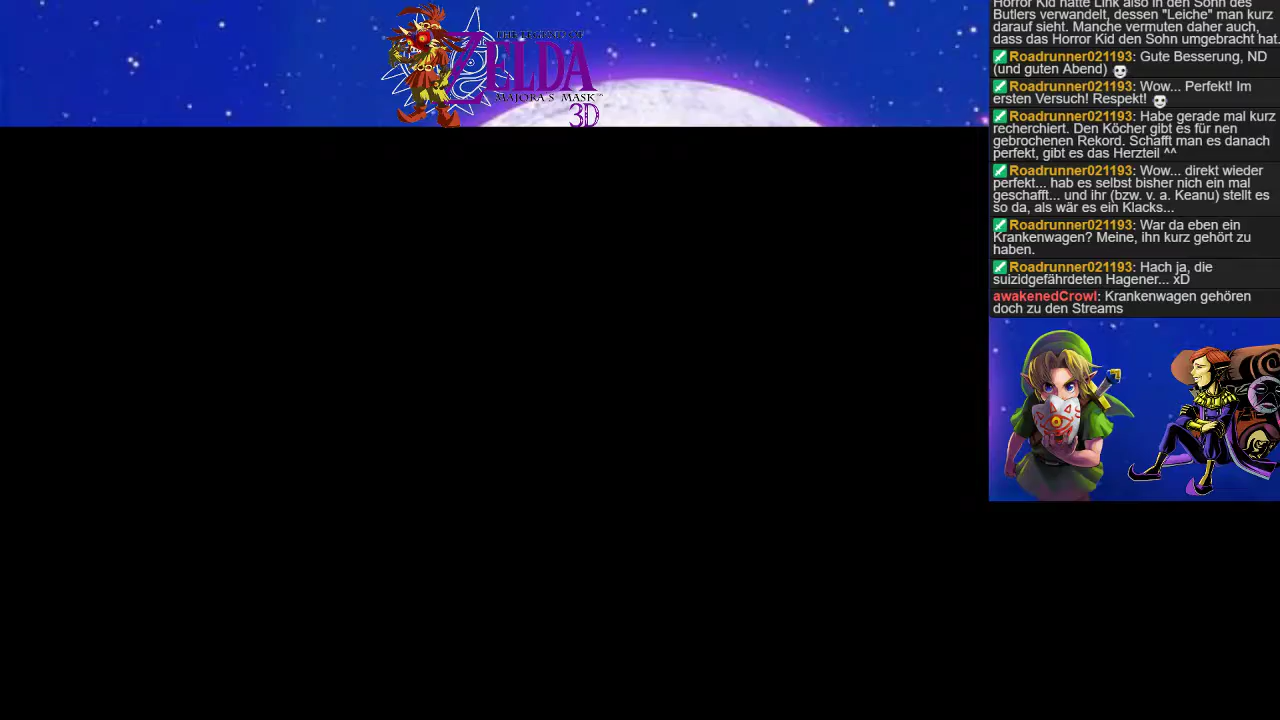 THE LEGEND OF
ZELDA
MAJORA'S MASK
3D
Horror Kid hatte Link also in den Sohn des
Butlers verwandelt, dessen "Leiche" man kurz
darauf sieht. Manche vermuten daher auch,
dass das Horror Kid den Sohn umgebracht hat.
Roadrunner021193: Gute Besserung, ND
(und guten Abend)
Roadrunner021193: Wow... Perfekt! Im
ersten Versuch! Respekt!
Roadrunner021193: Habe gerade mal kurz
recherchiert. Den Köcher gibt es für nen
gebrochenen Rekord. Schafft man es danach
perfekt, gibt es das Herzteil ^^
Roadrunner021193: Wow... direkt wieder
perfekt... hab es selbst bisher nich ein mal
geschafft... und ihr (bzw. v. a. Keanu) stellt es
so da, als wär es ein Klacks...
Roadrunner021193: War da eben ein
Krankenwagen? Meine, ihn kurz gehört zu
haben.
Roadrunner021193: Hach ja, die
suizidgefährdeten Hagener... xD
awakenedCrowl: Krankenwagen gehören
doch zu den Streams